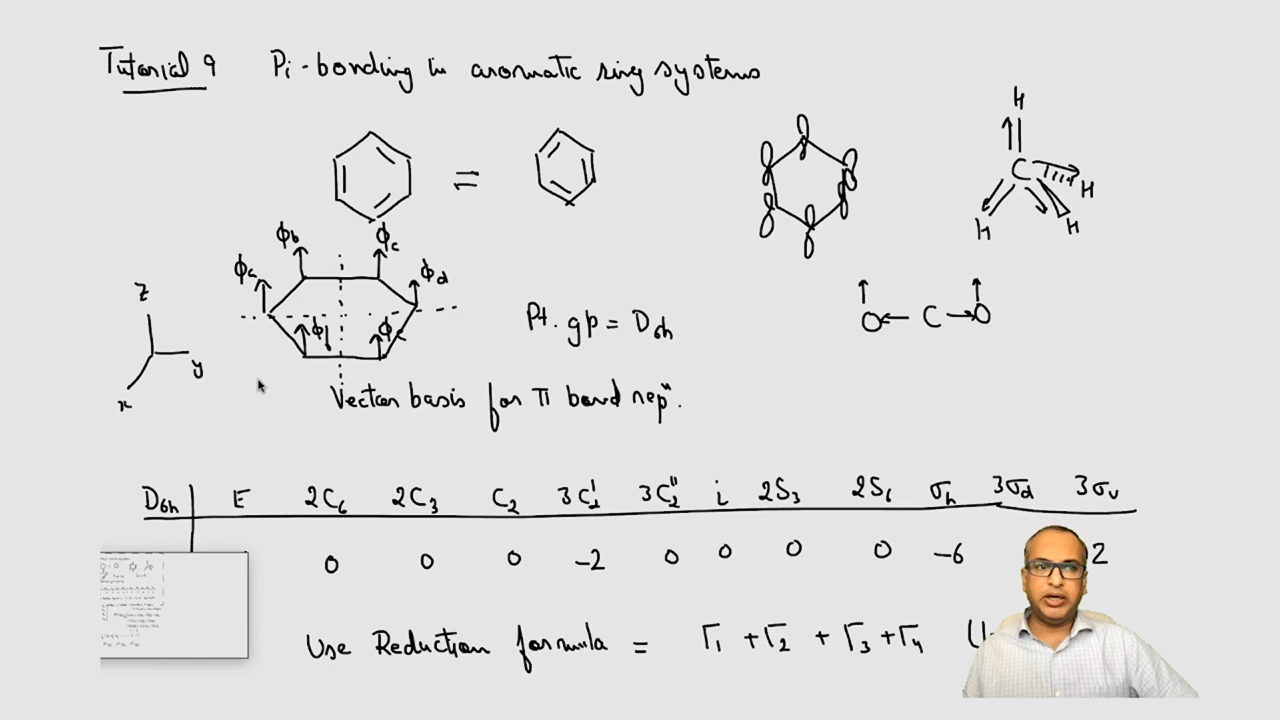 Tutorial 9 Pi-bonding in aromatic ring systems
=
H
C
H
H
H
ϕa ϕb ϕc ϕd
ϕf ϕe
z
y
x
Pt. gp = D6h
O ← C → O
Vector basis for π bond repⁿ.
D6h | E 2C6 2C3 C2 3C2' 3C2" i 2S3 2S6 σh 3σd 3σv
0 0 0 -2 0 0 0 0 -6 2
Use Reduction formula = Γ1 + Γ2 + Γ3 + Γ4